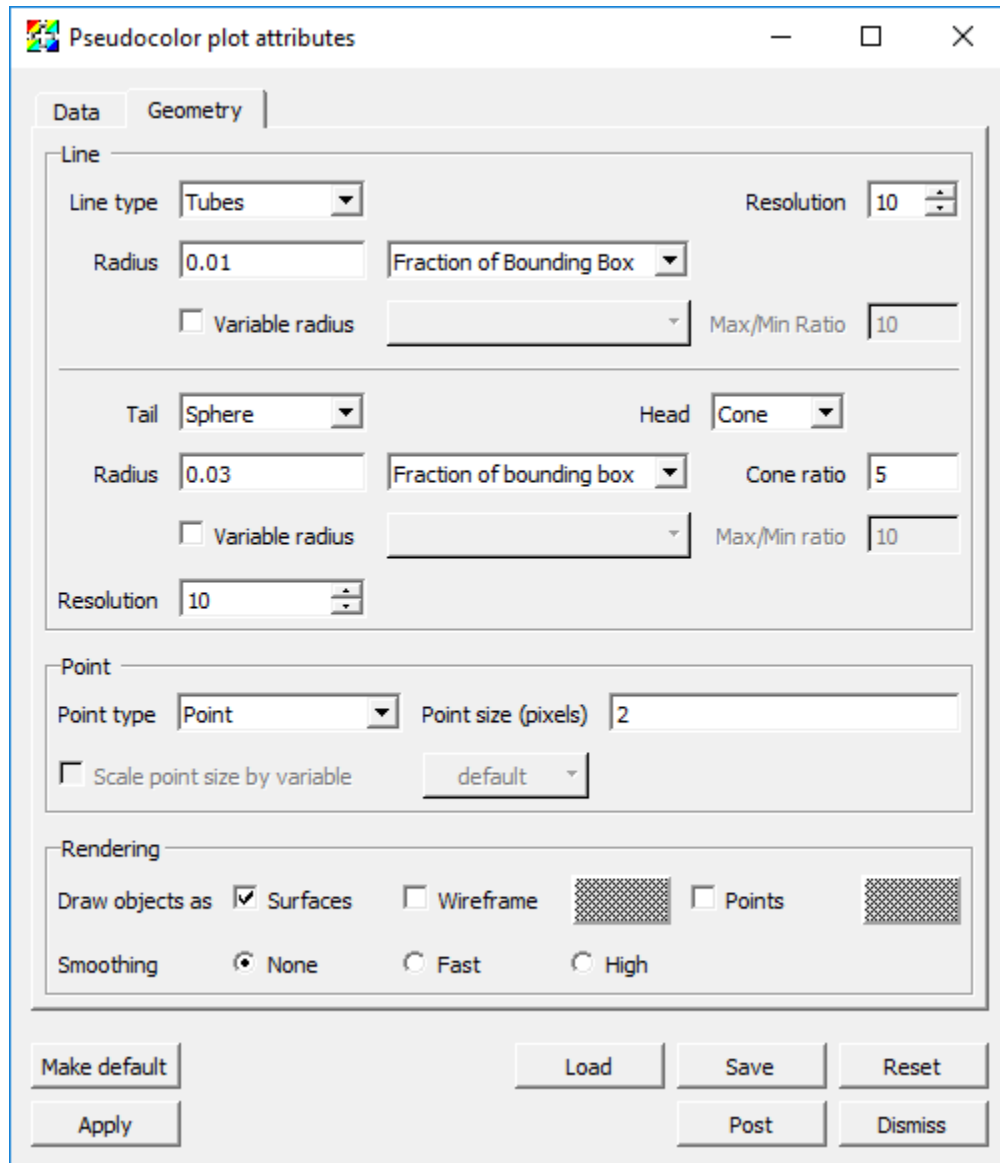 Pseudocolor plot attributes
Data Geometry
Line
Line type Tubes Resolution 10
Radius 0.01 Fraction of Bounding Box
Variable radius Max/Min Ratio 10
Tail Sphere Head Cone
Radius 0.03 Fraction of bounding box Cone ratio 5
Variable radius Max/Min ratio 10
Resolution 10
Point
Point type Point Point size (pixels) 2
Scale point size by variable default
Rendering
Draw objects as Surfaces Wireframe Points
Smoothing None Fast High
Make default Load Save Reset
Apply Post Dismiss